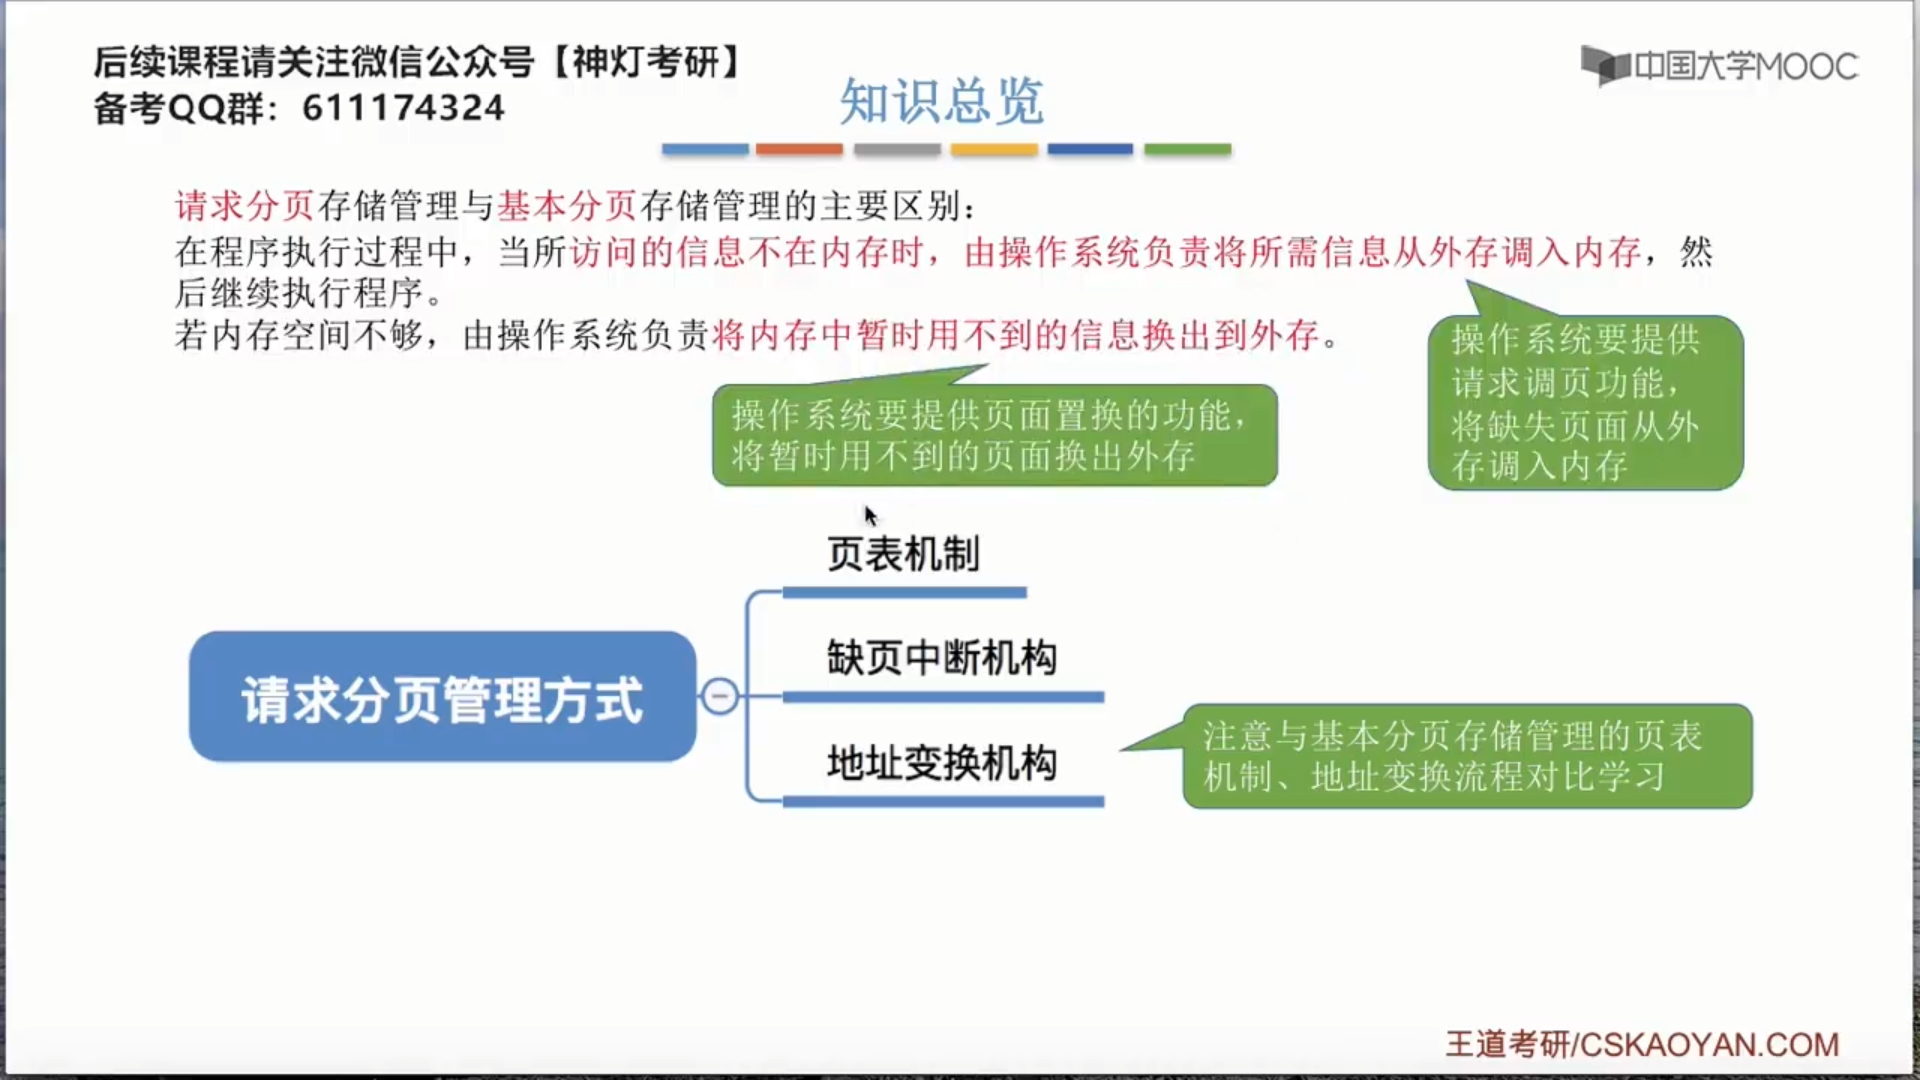 后续课程请关注微信公众号【神灯考研】
备考QQ群：611174324
中国大学MOOC
知识总览
请求分页存储管理与基本分页存储管理的主要区别：
在程序执行过程中，当所访问的信息不在内存时，由操作系统负责将所需信息从外存调入内存，然
后继续执行程序。
若内存空间不够，由操作系统负责将内存中暂时用不到的信息换出到外存。
操作系统要提供
请求调页功能，
将缺失页面从外
存调入内存
操作系统要提供页面置换的功能，
将暂时用不到的页面换出外存
页表机制
缺页中断机构
请求分页管理方式
地址变换机构
注意与基本分页存储管理的页表
机制、地址变换流程对比学习
王道考研/CSKAOYAN.COM